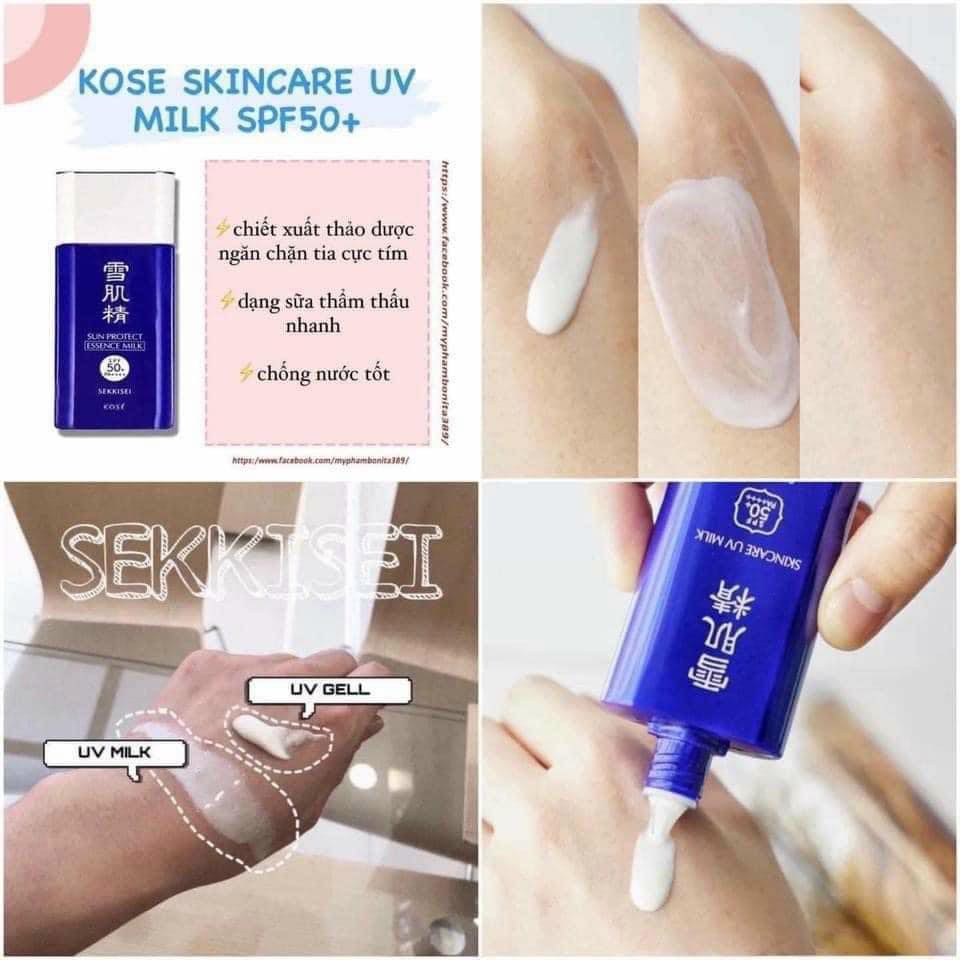 KOSE SKINCARE UV
MILK SPF50+
⚡chiết xuất thảo dược
ngăn chặn tia cực tím
⚡dạng sữa thẩm thấu
nhanh
⚡chống nước tốt
https:/www.facebook.com/myphambonita389/
https:/www.facebook.com/myphambonita389/
雪肌精
SUN PROTECT
ESSENCE MILK
SPF
50+
PA++++
SEKKISEI
KOSÉ
SEKKISEI
UV GELL
UV MILK
SPF
50+
PA++++
SKINCARE UV MILK
雪肌精